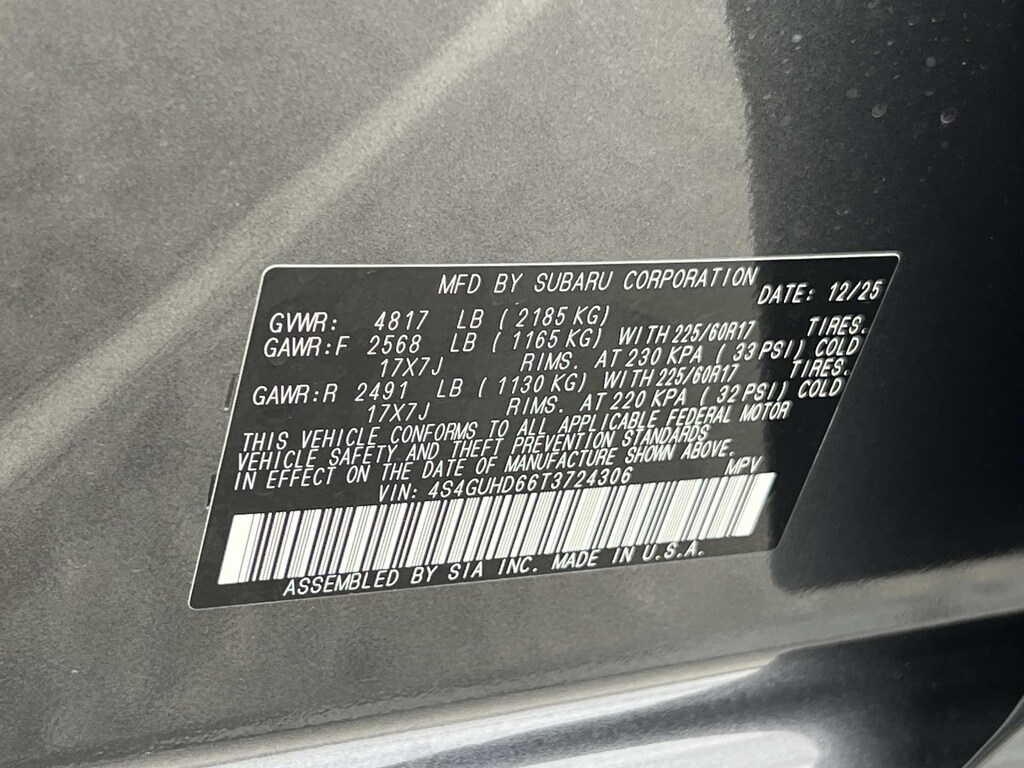 MFD BY SUBARU CORPORATION
DATE: 12/25
GVWR: 4817 LB ( 2185 KG)
GAWR:F 2568 LB ( 1165 KG) WITH 225/60R17 TIRES.
17X7J RIMS. AT 230 KPA ( 33 PSI) COLD
GAWR:R 2491 LB ( 1130 KG) WITH 225/60R17 TIRES.
17X7J RIMS. AT 220 KPA ( 32 PSI) COLD
THIS VEHICLE CONFORMS TO ALL APPLICABLE FEDERAL MOTOR
VEHICLE SAFETY AND THEFT PREVENTION STANDARDS
IN EFFECT ON THE DATE OF MANUFACTURE SHOWN ABOVE.
VIN: 4S4GUHD66T3724306 MPV
ASSEMBLED BY SIA INC. MADE IN U.S.A.